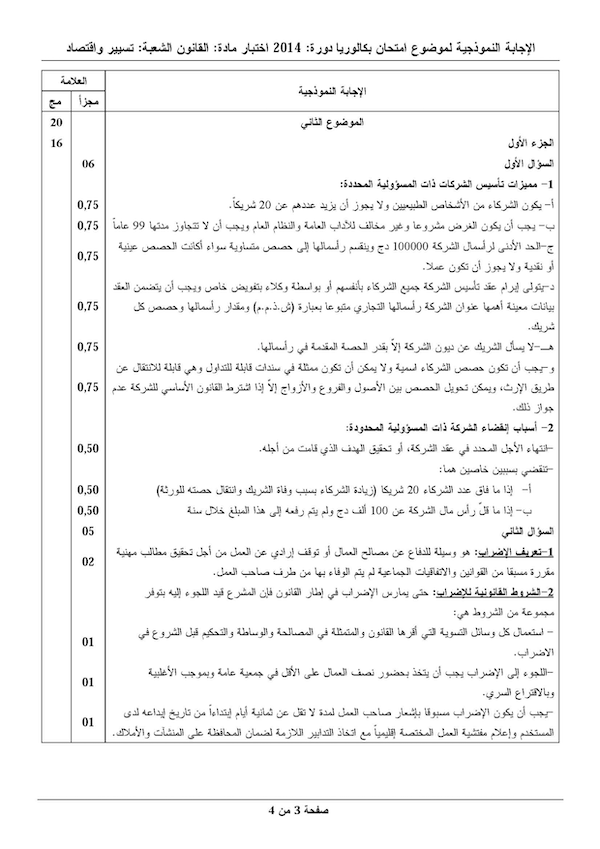 الإجابة النموذجية لموضوع امتحان بكالوريا دورة: 2014 اختبار مادة: القانون الشعبة: تسيير واقتصاد
العلامة
الإجابة النموذجية
مجزأ
مج
الموضوع الثاني
20
الجزء الأول
16
السؤال الأول
06
1- مميزات تأسيس الشركات ذات المسؤولية المحددة:
أ- يكون الشركاء من الأشخاص الطبيعيين ولا يجوز أن يزيد عددهم عن 20 شريكاً.
0,75
ب- يجب أن يكون الغرض مشروعا وغير مخالف للآداب العامة والنظام العام ويجب أن لا تتجاوز مدتها 99 عاماً
0,75
ج-الحد الأدنى لرأسمال الشركة 100000 دج وينقسم رأسمالها إلى حصص متساوية سواء أكانت الحصص عينية
أو نقدية ولا يجوز أن تكون عملا.
0,75
د-يتولى إبرام عقد تأسيس الشركة جميع الشركاء بأنفسهم أو بواسطة وكلاء بتفويض خاص ويجب أن يتضمن العقد
بيانات معينة أهمها عنوان الشركة رأسمالها التجاري متبوعا بعبارة (ش.ذ.م.م) ومقدار رأسمالها وحصص كل
شريك.
0,75
هـ-لا يسأل الشريك عن ديون الشركة إلاّ بقدر الحصة المقدمة في رأسمالها.
0,75
و-يجب أن تكون حصص الشركاء اسمية ولا يمكن أن تكون ممثلة في سندات قابلة للتداول وهي قابلة للانتقال عن
طريق الإرث، ويمكن تحويل الحصص بين الأصول والفروع والأزواج إلاّ إذا اشترط القانون الأساسي للشركة عدم
جواز ذلك.
0,75
2- أسباب إنقضاء الشركة ذات المسؤولية المحدودة:
-انتهاء الأجل المحدد في عقد الشركة، أو تحقيق الهدف الذي قامت من أجله.
0,50
-تنقضي بسببين خاصين هما:
أ- إذا ما فاق عدد الشركاء 20 شريكا (زيادة الشركاء بسبب وفاة الشريك وانتقال حصته للورثة)
0,50
ب- إذا ما قلّ رأس مال الشركة عن 100 ألف دج ولم يتم رفعه إلى هذا المبلغ خلال سنة
0,50
السؤال الثاني
05
1-تعريف الإضراب: هو وسيلة للدفاع عن مصالح العمال أو توقف إرادي عن العمل من أجل تحقيق مطالب مهنية
مقررة مسبقا من القوانين والاتفاقيات الجماعية لم يتم الوفاء بها من طرف صاحب العمل.
02
2-الشروط القانونية للإضراب: حتى يمارس الإضراب في إطار القانون فإن المشرع قيد اللجوء إليه بتوفر
مجموعة من الشروط هي:
- استعمال كل وسائل التسوية التي أقرها القانون والمتمثلة في المصالحة والوساطة والتحكيم قبل الشروع في
الاضراب.
01
-اللجوء إلى الإضراب يجب أن يتخذ بحضور نصف العمال على الأقل في جمعية عامة وبموجب الأغلبية
وبالاقتراع السري.
01
-يجب أن يكون الإضراب مسبوقا بإشعار صاحب العمل لمدة لا تقل عن ثمانية أيام إبتداءاً من تاريخ إيداعه لدى
المستخدم وإعلام مفتشية العمل المختصة إقليمياً مع اتخاذ التدابير اللازمة لضمان المحافظة على المنشآت والأملاك.
01
صفحة 3 من 4